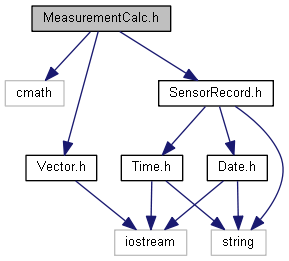 MeasurementCalc.h
cmath
SensorRecord.h
Vector.h
Time.h
Date.h
iostream
string